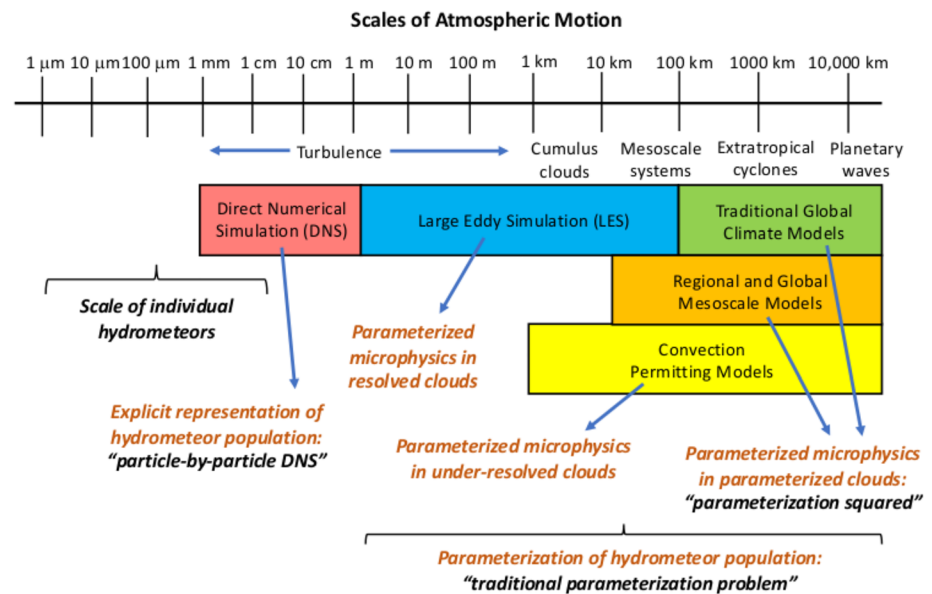 Scales of Atmospheric Motion
1 μm 10 μm 100 μm 1 mm 1 cm 10 cm 1 m 10 m 100 m 1 km 10 km 100 km 1000 km 10,000 km
Turbulence
Cumulus
clouds
Mesoscale
systems
Extratropical
cyclones
Planetary
waves
Direct Numerical
Simulation (DNS)
Large Eddy Simulation (LES)
Traditional Global
Climate Models
Regional and Global
Mesoscale Models
Convection
Permitting Models
Scale of individual
hydrometeors
Parameterized
microphysics in
resolved clouds
Explicit representation of
hydrometeor population:
“particle-by-particle DNS”
Parameterized microphysics
in under-resolved clouds
Parameterized microphysics
in parameterized clouds:
“parameterization squared”
Parameterization of hydrometeor population:
“traditional parameterization problem”